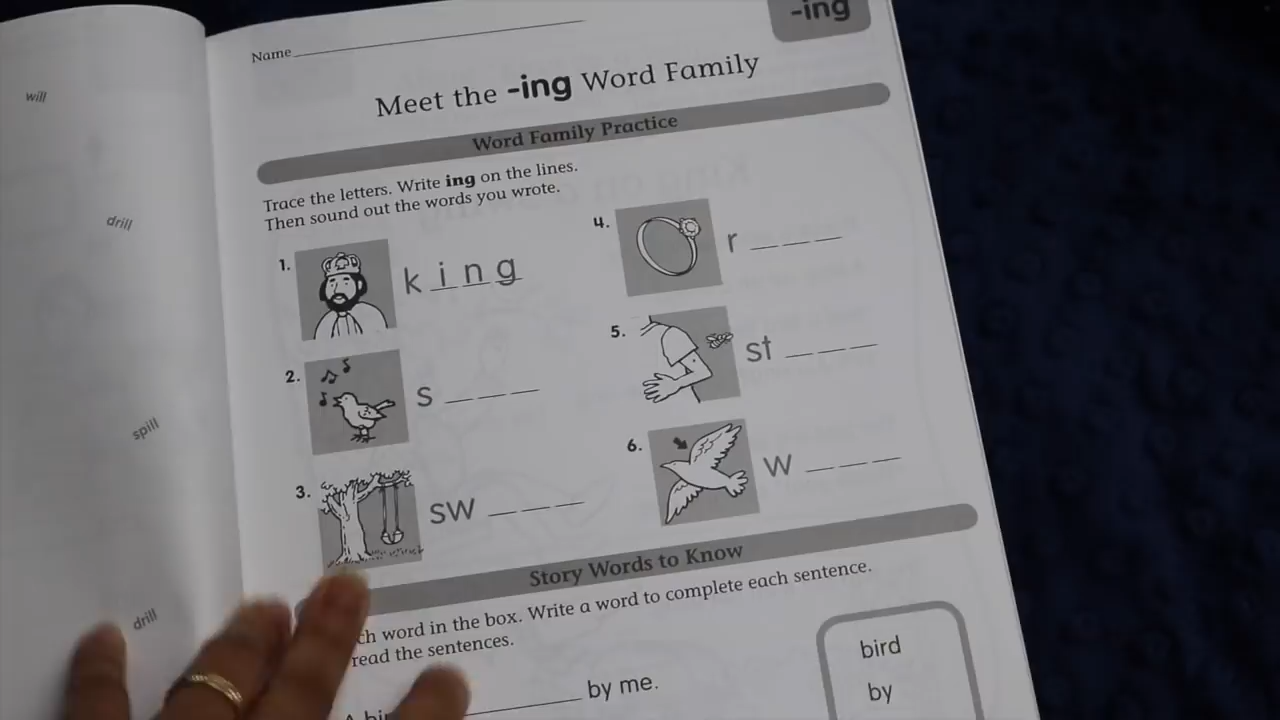 will
drill
spill
drill
-ing
Name
Meet the -ing Word Family
Word Family Practice
Trace the letters. Write ing on the lines.
Then sound out the words you wrote.
1. king
2. s _ _ _
3. sw _ _ _
4. r _ _ _
5. st _ _ _
6. w _ _ _
Story Words to Know
word in the box. Write a word to complete each sentence.
read the sentences.
by me.
bird
by